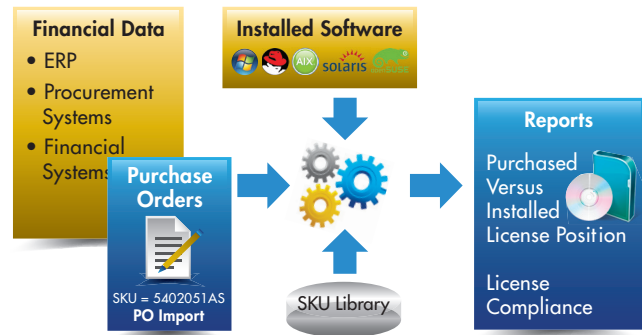 Financial Data
• ERP
• Procurement
Systems
• Financial
Systems
Purchase
Orders
SKU = 5402051AS
PO Import
Installed Software
AIX
SOLARIS
SKU Library
Reports
Purchased
Versus
Installed
License Position
License
Compliance